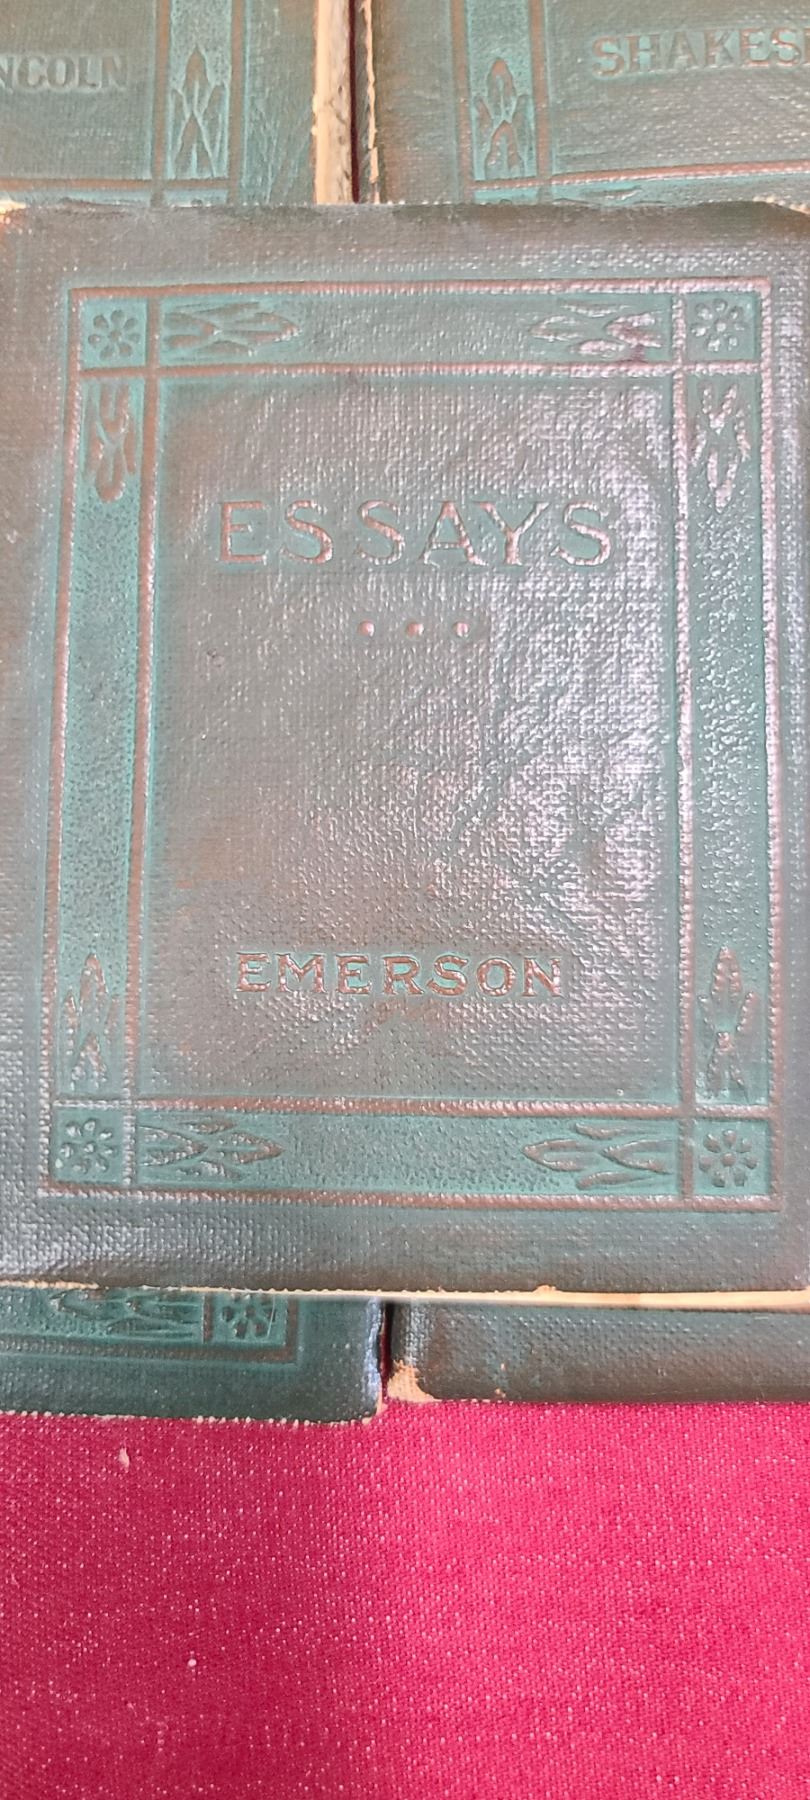 NCOLN
SHAKES
ESSAYS
...
EMERSON